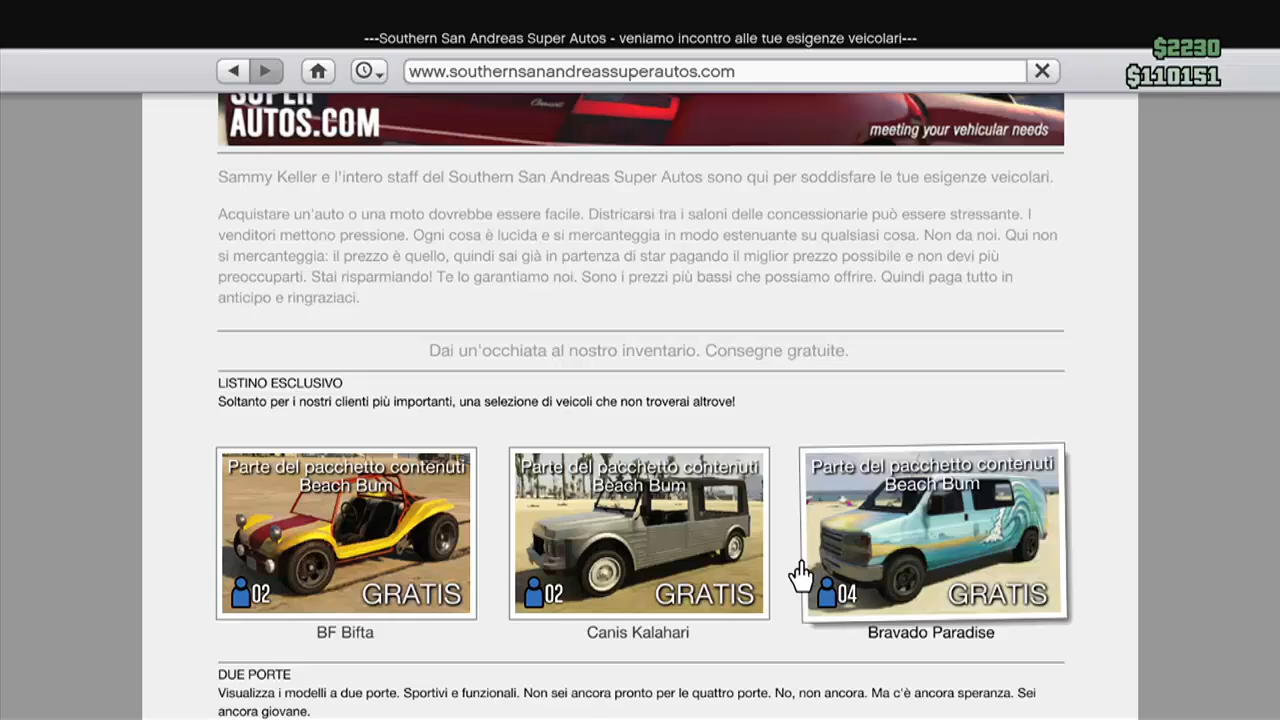 ---Southern San Andreas Super Autos - veniamo incontro alle tue esigenze veicolari---
$2230
www.southernsanandreassuperautos.com
$110151
SUPER
AUTOS.COM
meeting your vehicular needs
Sammy Keller e l'intero staff del Southern San Andreas Super Autos sono qui per soddisfare le tue esigenze veicolari.
Acquistare un'auto o una moto dovrebbe essere facile. Districarsi tra i saloni delle concessionarie può essere stressante. I
venditori mettono pressione. Ogni cosa è lucida e si mercanteggia in modo estenuante su qualsiasi cosa. Non da noi. Qui non
si mercanteggia: il prezzo è quello, quindi sai già in partenza di star pagando il miglior prezzo possibile e non devi più
preoccuparti. Stai risparmiando! Te lo garantiamo noi. Sono i prezzi più bassi che possiamo offrire. Quindi paga tutto in
anticipo e ringraziaci.
Dai un'occhiata al nostro inventario. Consegne gratuite.
LISTINO ESCLUSIVO
Soltanto per i nostri clienti più importanti, una selezione di veicoli che non troverai altrove!
Parte del pacchetto contenuti
Beach Bum
02 GRATIS
BF Bifta
Parte del pacchetto contenuti
Beach Bum
02 GRATIS
Canis Kalahari
Parte del pacchetto contenuti
Beach Bum
04 GRATIS
Bravado Paradise
DUE PORTE
Visualizza i modelli a due porte. Sportivi e funzionali. Non sei ancora pronto per le quattro porte. No, non ancora. Ma c'è ancora speranza. Sei
ancora giovane.